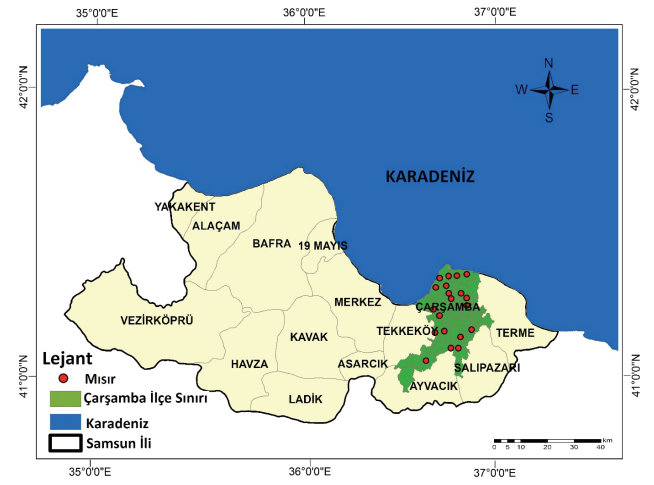 35°0'0"E 36°0'0"E 37°0'0"E
42°0'0"N 42°0'0"N
N
W E
S
KARADENİZ
YAKAKENT
ALAÇAM
BAFRA 19 MAYIS
MERKEZ
ÇARŞAMBA
VEZİRKÖPRÜ
TEKKEKÖY TERME
KAVAK
HAVZA ASARCIK SALIPAZARI
AYVACIK
LADİK
41°0'0"N 41°0'0"N
Lejant
Mısır
Çarşamba İlçe Sınırı
Karadeniz
Samsun İli
km
0 5 10 20 30 40
35°0'0"E 36°0'0"E 37°0'0"E